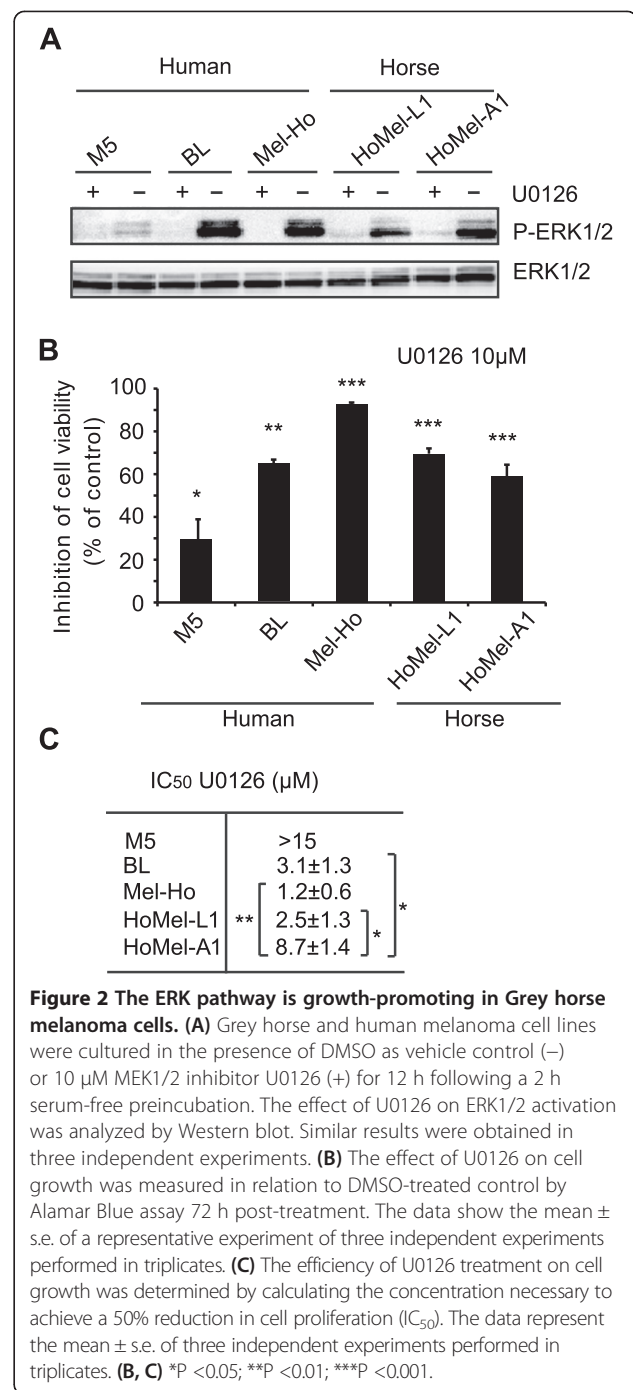 A
Human Horse
M5 BL Mel-Ho HoMel-L1 HoMel-A1
+ − + − + − + − + − U0126
P-ERK1/2
ERK1/2
B
U0126 10μM
Inhibition of cell viability
(% of control)
100
80
60
40
20
0
* ** *** *** ***
M5 BL Mel-Ho HoMel-L1 HoMel-A1
Human Horse
C
IC50 U0126 (μM)
M5 >15
BL 3.1±1.3
Mel-Ho 1.2±0.6
HoMel-L1 ** 2.5±1.3 * *
HoMel-A1 8.7±1.4
Figure 2 The ERK pathway is growth-promoting in Grey horse
melanoma cells. (A) Grey horse and human melanoma cell lines
were cultured in the presence of DMSO as vehicle control (−)
or 10 μM MEK1/2 inhibitor U0126 (+) for 12 h following a 2 h
serum-free preincubation. The effect of U0126 on ERK1/2 activation
was analyzed by Western blot. Similar results were obtained in
three independent experiments. (B) The effect of U0126 on cell
growth was measured in relation to DMSO-treated control by
Alamar Blue assay 72 h post-treatment. The data show the mean ±
s.e. of a representative experiment of three independent experiments
performed in triplicates. (C) The efficiency of U0126 treatment on cell
growth was determined by calculating the concentration necessary to
achieve a 50% reduction in cell proliferation (IC50). The data represent
the mean ± s.e. of three independent experiments performed in
triplicates. (B, C) *P <0.05; **P <0.01; ***P <0.001.